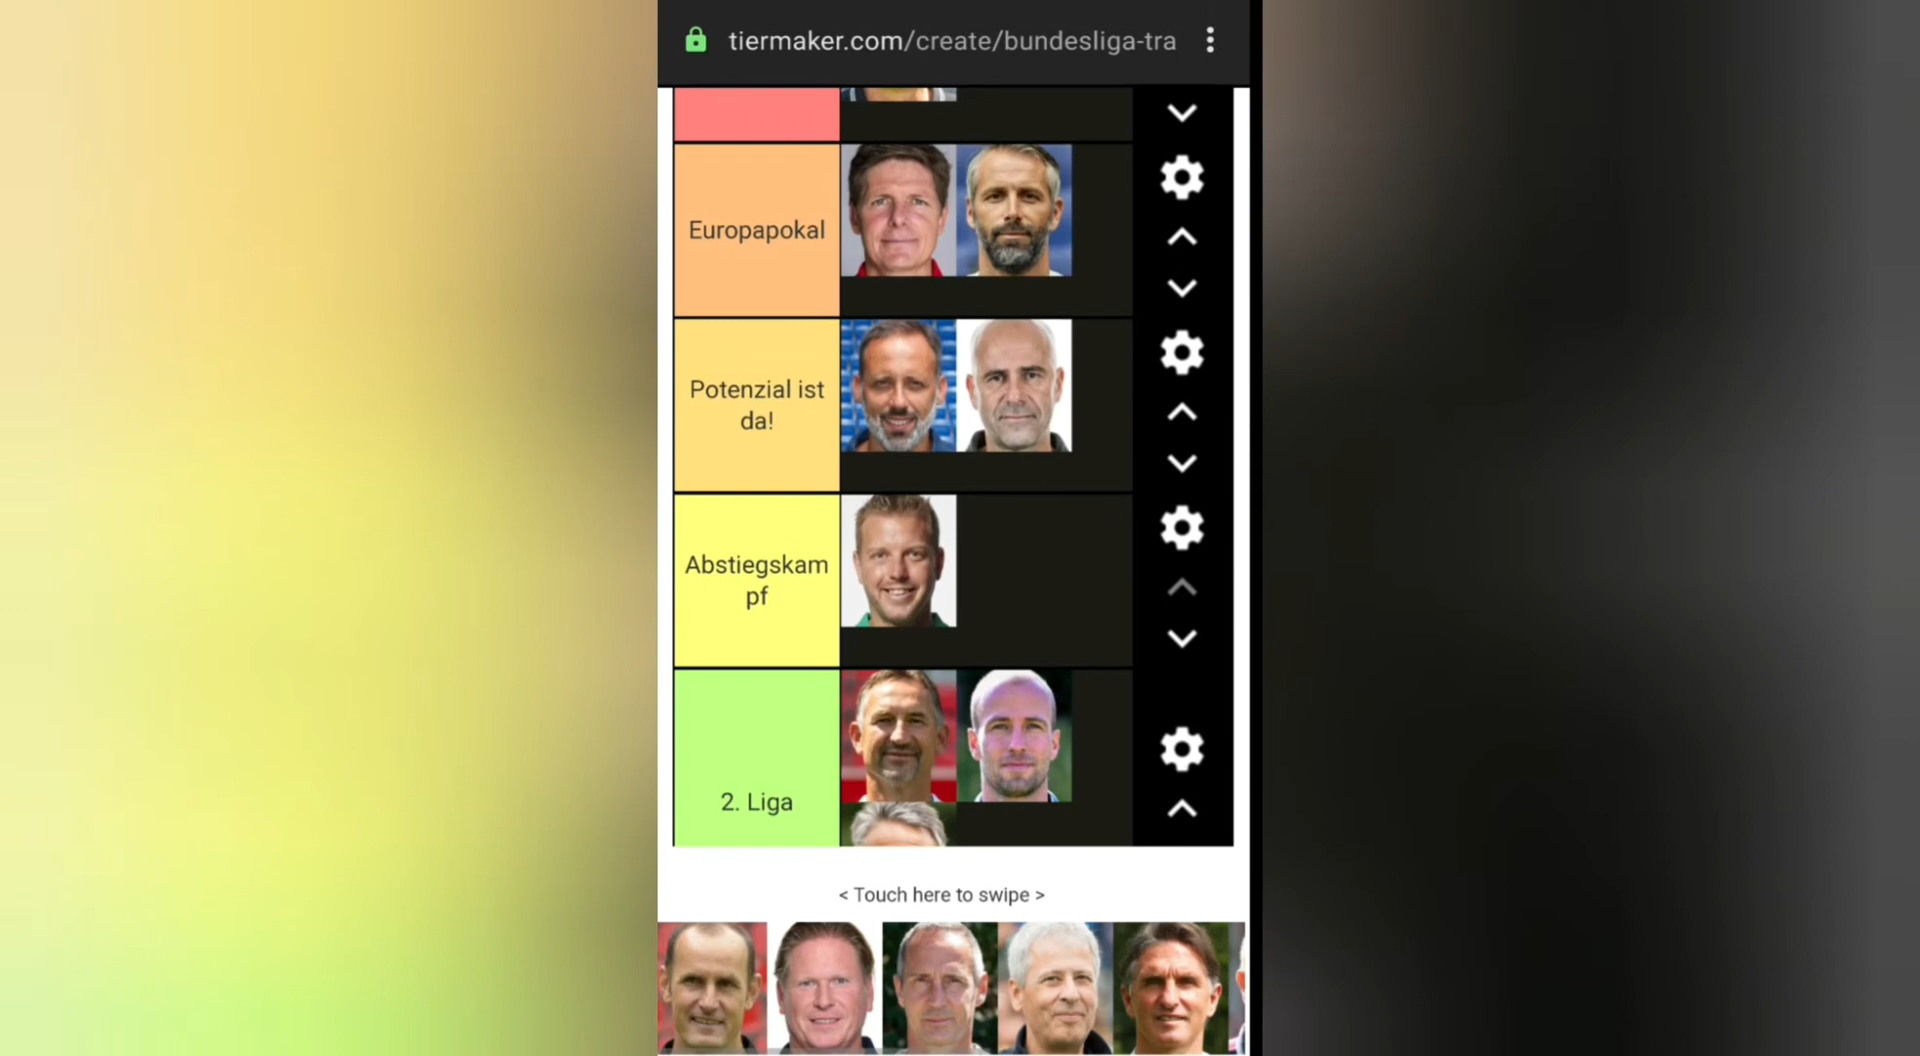 tiermaker.com/create/bundesliga-tra
Europapokal
Potenzial ist
da!
Abstiegskam
pf
2. Liga
< Touch here to swipe >